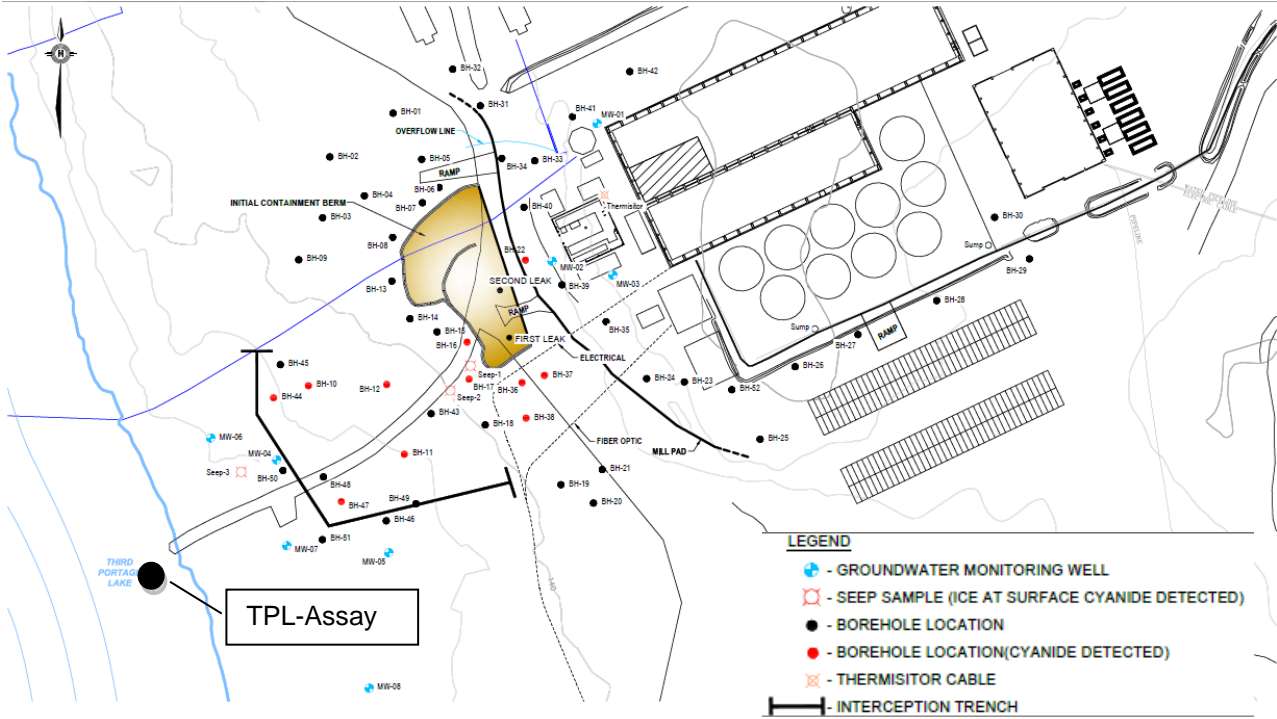 N
BH-32
BH-42
BH-31
BH-01
BH-41
MW-01
OVERFLOW LINE
BH-02
BH-05
BH-34
BH-33
RAMP
BH-06
BH-04
Thermisitor
INITIAL CONTAINMENT BERM
BH-07
BH-40
BH-03
BH-30
BH-08
Sump
BH-22
BH-09
MW-02
BH-29
MW-03
BH-13
SECOND LEAK
BH-39
BH-28
RAMP
BH-14
BH-35
BH-15
Sump
RAMP
BH-16
FIRST LEAK
BH-27
ELECTRICAL
BH-45
Seep-1
BH-26
BH-10
BH-12
BH-17
BH-36
BH-37
BH-24
BH-23
BH-52
BH-44
Seep-2
BH-43
BH-18
BH-38
MW-06
FIBER OPTIC
MILL PAD
BH-25
MW-04
BH-11
Seep-3
BH-50
BH-48
BH-21
BH-19
BH-49
BH-47
BH-20
BH-46
BH-51
MW-07
MW-05
PIPELINE
140
THIRD
PORTAG
LAKE
TPL-Assay
MW-08
LEGEND
- GROUNDWATER MONITORING WELL
- SEEP SAMPLE (ICE AT SURFACE CYANIDE DETECTED)
- BOREHOLE LOCATION
- BOREHOLE LOCATION(CYANIDE DETECTED)
- THERMISITOR CABLE
- INTERCEPTION TRENCH